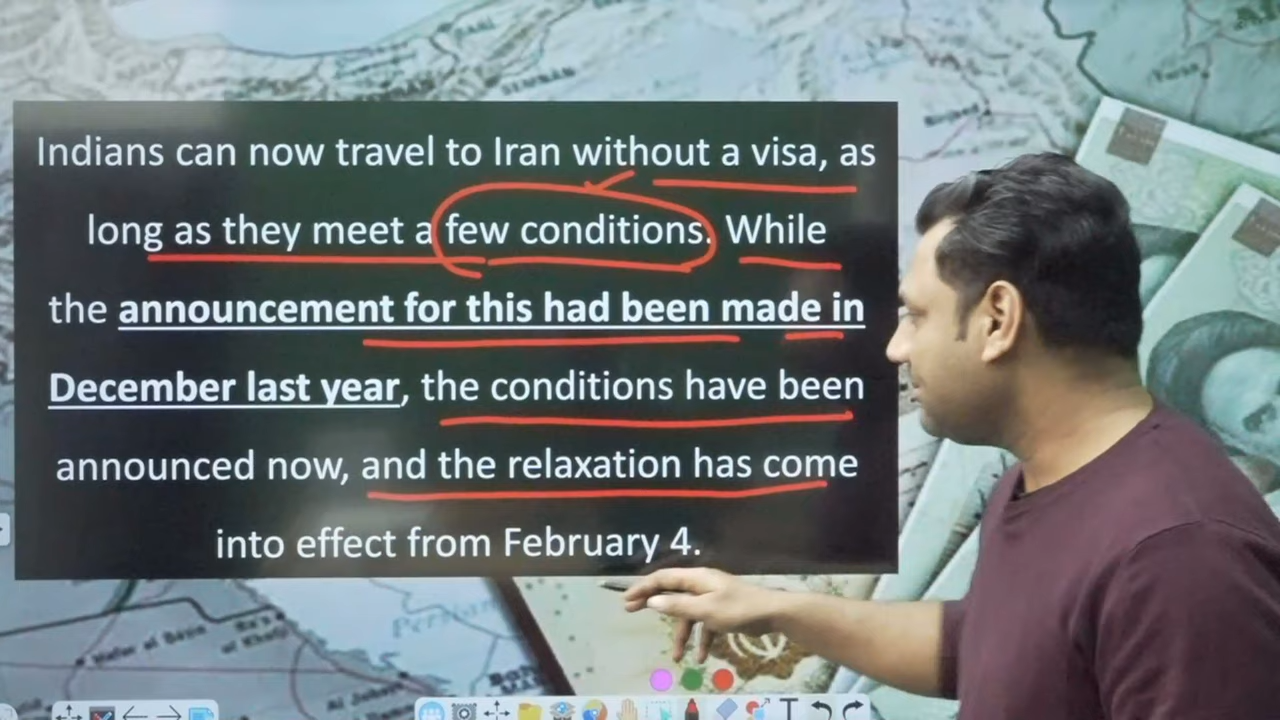 Indians can now travel to Iran without a visa, as
long as they meet a few conditions. While
the announcement for this had been made in
December last year, the conditions have been
announced now, and the relaxation has come
into effect from February 4.